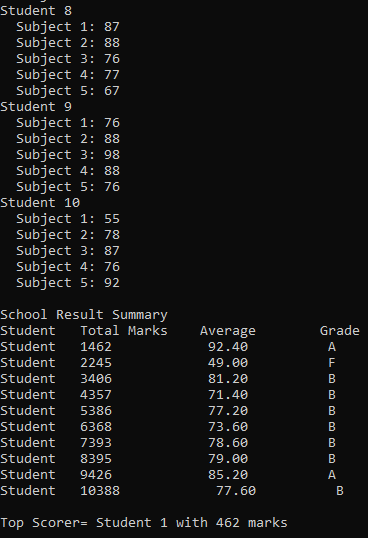 Student 8
  Subject 1: 87
  Subject 2: 88
  Subject 3: 76
  Subject 4: 77
  Subject 5: 67
Student 9
  Subject 1: 76
  Subject 2: 88
  Subject 3: 98
  Subject 4: 88
  Subject 5: 76
Student 10
  Subject 1: 55
  Subject 2: 78
  Subject 3: 87
  Subject 4: 76
  Subject 5: 92

School Result Summary
Student   Total Marks    Average        Grade
Student   1462            92.40          A
Student   2245            49.00          F
Student   3406            81.20          B
Student   4357            71.40          B
Student   5386            77.20          B
Student   6368            73.60          B
Student   7393            78.60          B
Student   8395            79.00          B
Student   9426            85.20          A
Student   10388            77.60          B

Top Scorer= Student 1 with 462 marks